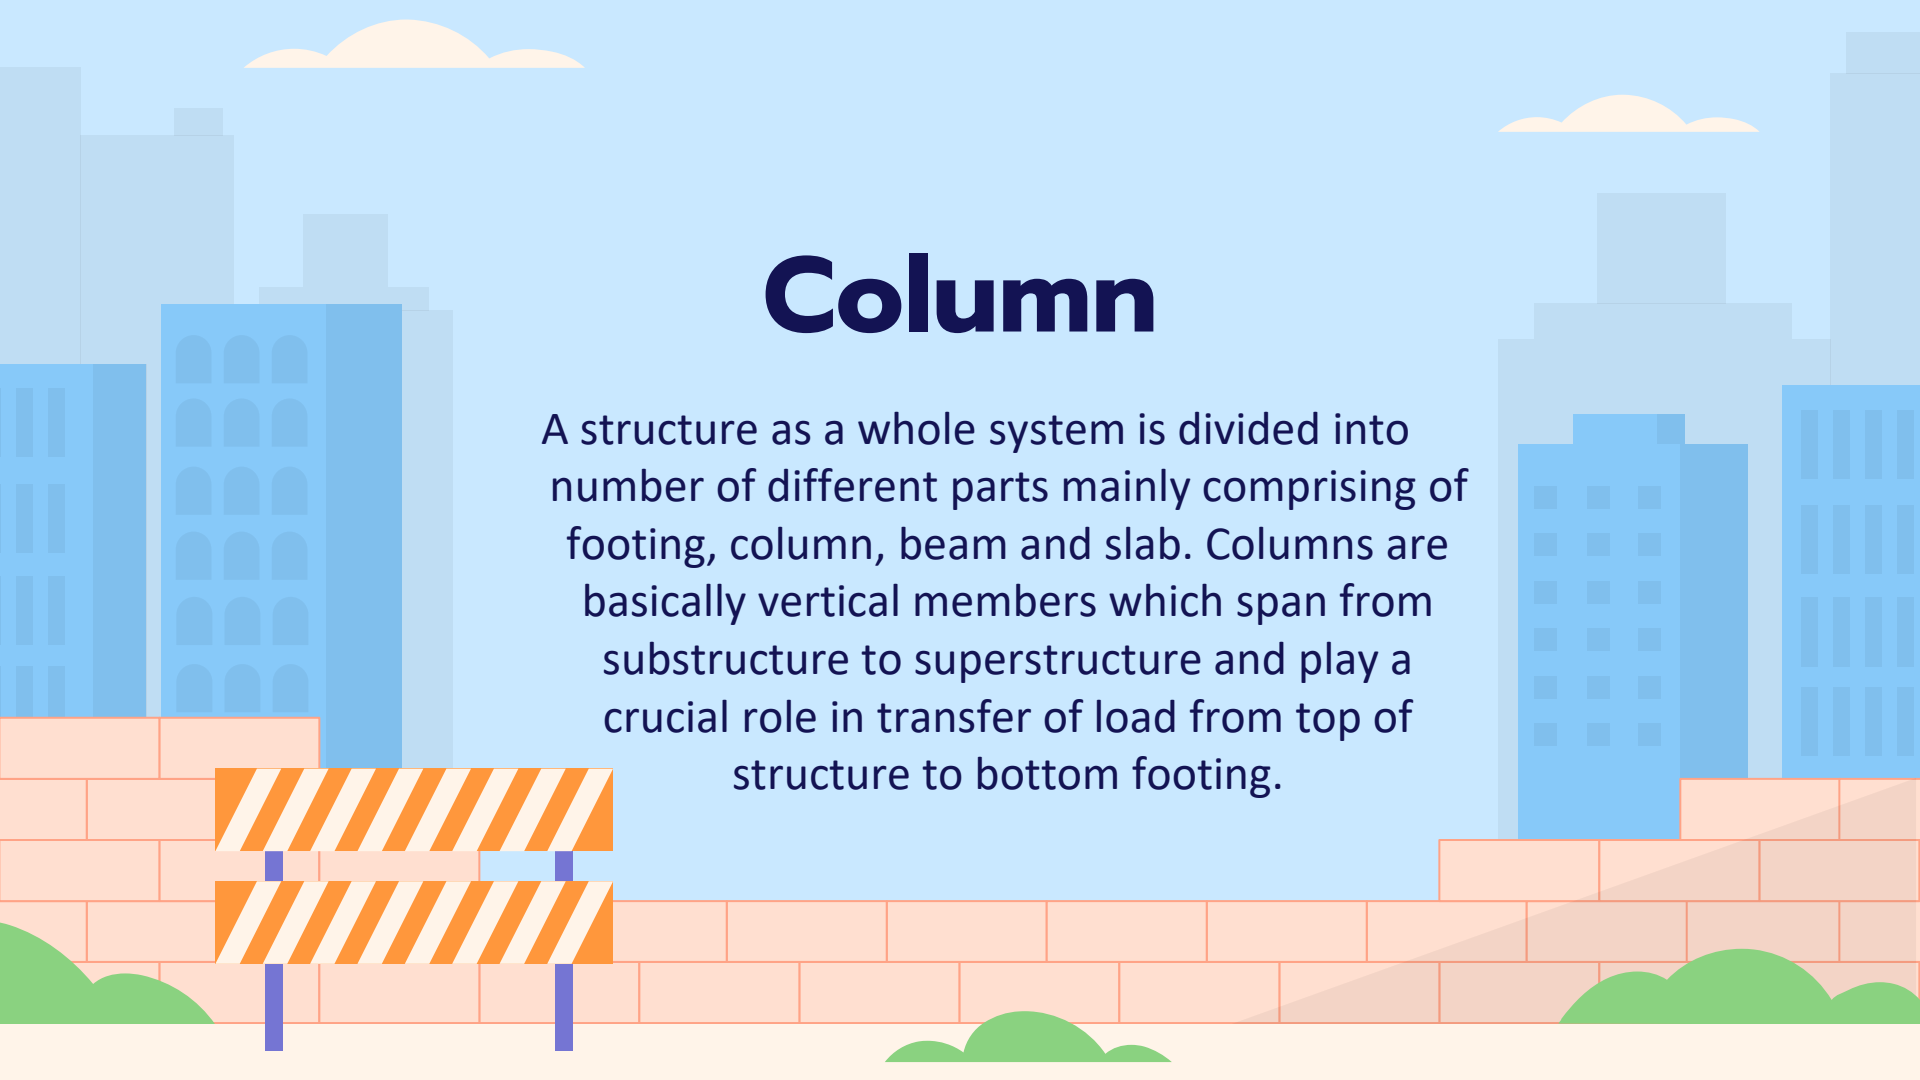 Column
A structure as a whole system is divided into
number of different parts mainly comprising of
footing, column, beam and slab. Columns are
basically vertical members which span from
substructure to superstructure and play a
crucial role in transfer of load from top of
structure to bottom footing.